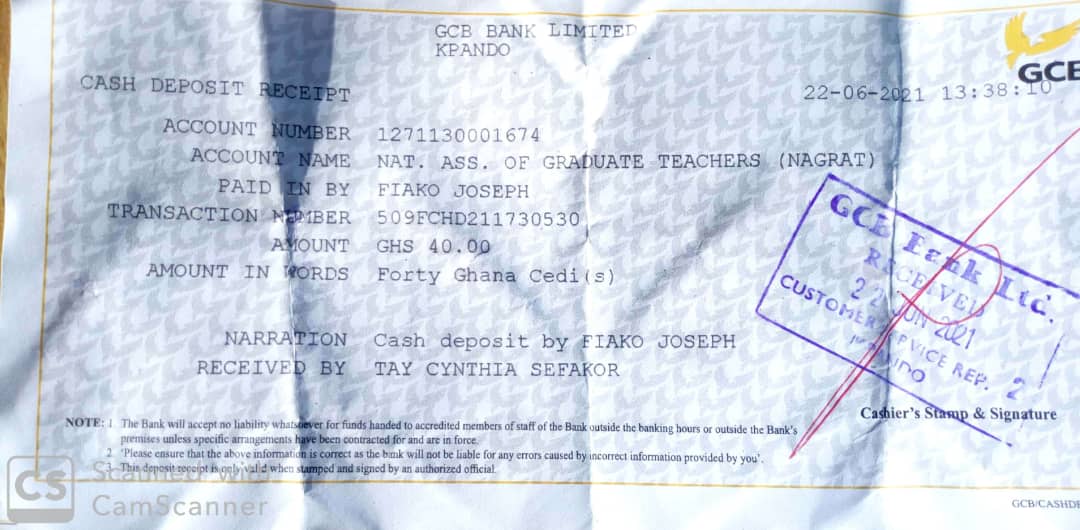 GCB BANK LIMITED
KPANDO
GCB
CASH DEPOSIT RECEIPT
22-06-2021 13:38:10
ACCOUNT NUMBER 1271130001674
ACCOUNT NAME NAT. ASS. OF GRADUATE TEACHERS (NAGRAT)
PAID IN BY FIAKO JOSEPH
TRANSACTION NUMBER 509FCHD211730530
AMOUNT GHS 40.00
AMOUNT IN WORDS Forty Ghana Cedi(s)
NARRATION Cash deposit by FIAKO JOSEPH
RECEIVED BY TAY CYNTHIA SEFAKOR
GCB Bank Ltd.
RECEIVED
22 JUN 2021
CUSTOMER SERVICE REP. 2
KPANDO
Cashier's Stamp & Signature
NOTE: 1. The Bank will accept no liability whatsoever for funds handed to accredited members of staff of the Bank outside the banking hours or outside the Bank's
premises unless specific arrangements have been contracted for and are in force.
2. 'Please ensure that the above information is correct as the bank will not be liable for any errors caused by incorrect information provided by you'.
3. This deposit receipt is only valid when stamped and signed by an authorized official.
CS Scanned with
CamScanner
GCB/CASHDE